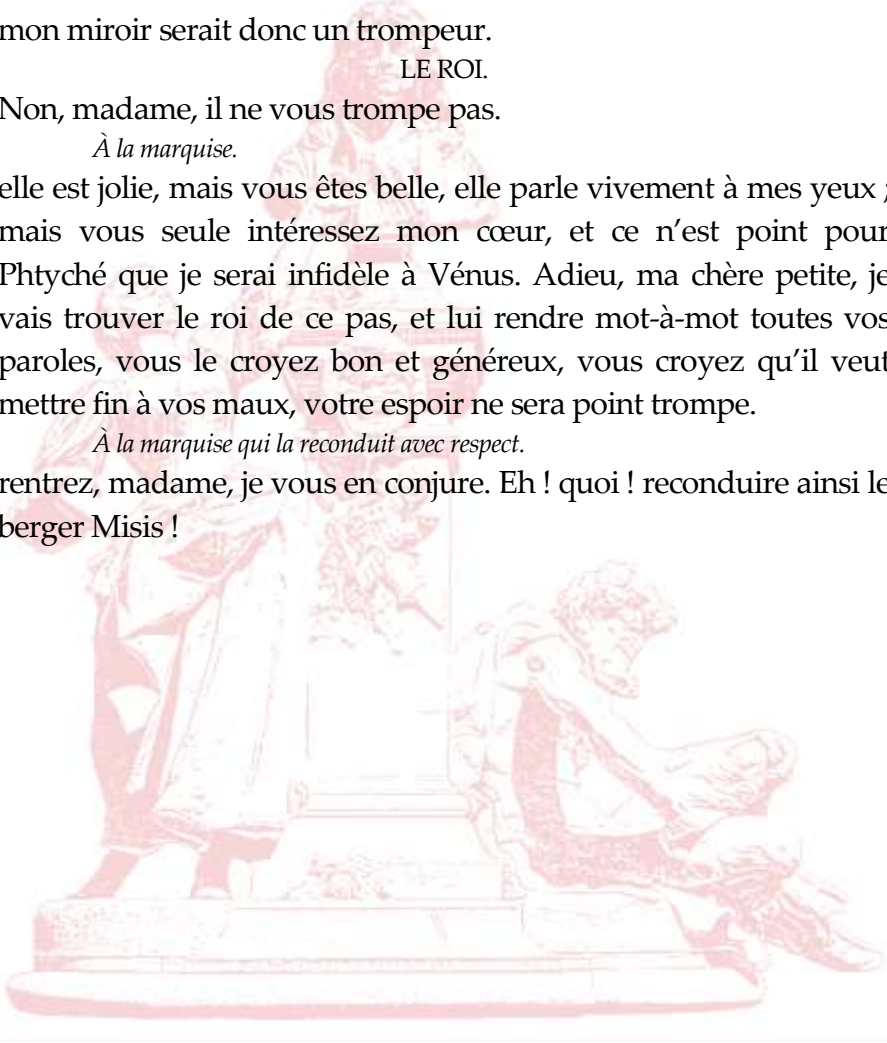 mon miroir serait donc un trompeur.
LE ROI.
Non, madame, il ne vous trompe pas.
À la marquise.
elle est jolie, mais vous êtes belle, elle parle vivement à mes yeux ;
mais vous seule intéressez mon cœur, et ce n’est point pour
Phtyché que je serai infidèle à Vénus. Adieu, ma chère petite, je
vais trouver le roi de ce pas, et lui rendre mot-à-mot toutes vos
paroles, vous le croyez bon et généreux, vous croyez qu’il veut
mettre fin à vos maux, votre espoir ne sera point trompe.
À la marquise qui la reconduit avec respect.
rentrez, madame, je vous en conjure. Eh ! quoi ! reconduire ainsi le
berger Misis !